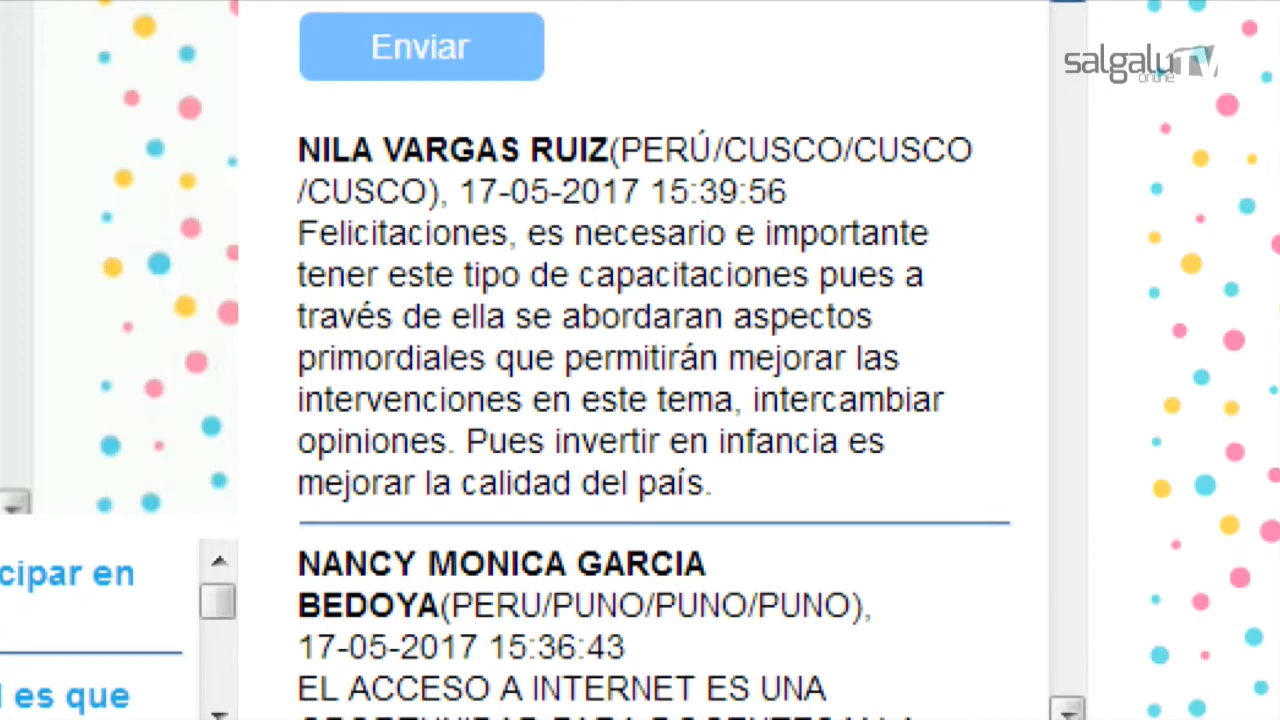 Enviar
salgalu TV
online
NILA VARGAS RUIZ(PERÚ/CUSCO/CUSCO
/CUSCO), 17-05-2017 15:39:56
Felicitaciones, es necesario e importante
tener este tipo de capacitaciones pues a
través de ella se abordaran aspectos
primordiales que permitirán mejorar las
intervenciones en este tema, intercambiar
opiniones. Pues invertir en infancia es
mejorar la calidad del país.
NANCY MONICA GARCIA
BEDOYA(PERU/PUNO/PUNO/PUNO),
17-05-2017 15:36:43
EL ACCESO A INTERNET ES UNA
cipar en
l es que